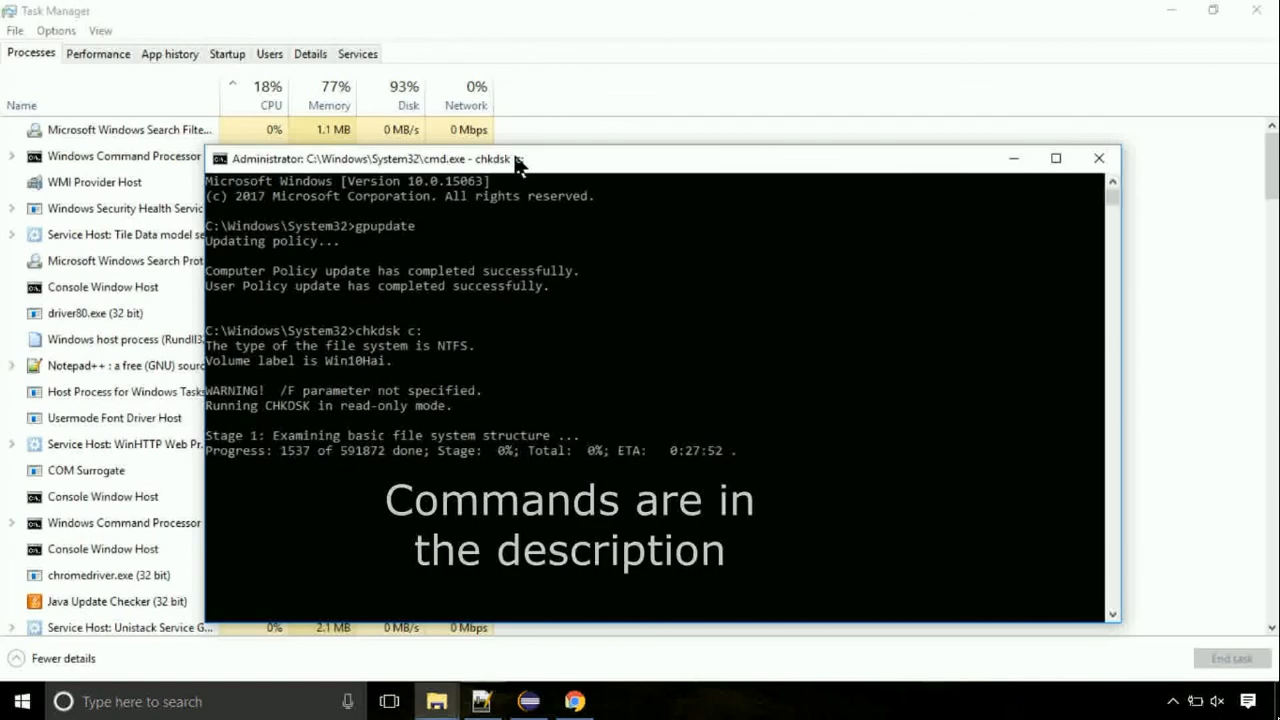 Task Manager
File Options View
Processes Performance App history Startup Users Details Services
18% 77% 93% 0%
Name CPU Memory Disk Network
Microsoft Windows Search Filte... 0% 1.1 MB 0 MB/s 0 Mbps
Windows Command Processor
WMI Provider Host
Windows Security Health Servic
Service Host: Tile Data model se
Microsoft Windows Search Prot
Console Window Host
driver80.exe (32 bit)
Windows host process (Rundll3
Notepad++ : a free (GNU) sourc
Host Process for Windows Task
Usermode Font Driver Host
Service Host: WinHTTP Web Pr
COM Surrogate
Console Window Host
Windows Command Processor
Console Window Host
chromedriver.exe (32 bit)
Java Update Checker (32 bit)
Service Host: Unistack Service G... 0% 2.1 MB 0 MB/s 0 Mbps
Fewer details End task
Administrator: C:\Windows\System32\cmd.exe - chkdsk
Microsoft Windows [Version 10.0.15063]
(c) 2017 Microsoft Corporation. All rights reserved.
C:\Windows\System32>gpupdate
Updating policy...
Computer Policy update has completed successfully.
User Policy update has completed successfully.
C:\Windows\System32>chkdsk c:
The type of the file system is NTFS.
Volume label is Win10Hai.
WARNING! /F parameter not specified.
Running CHKDSK in read-only mode.
Stage 1: Examining basic file system structure ...
Progress: 1537 of 591872 done; Stage: 0%; Total: 0%; ETA: 0:27:52 .
Commands are in
the description
Type here to search